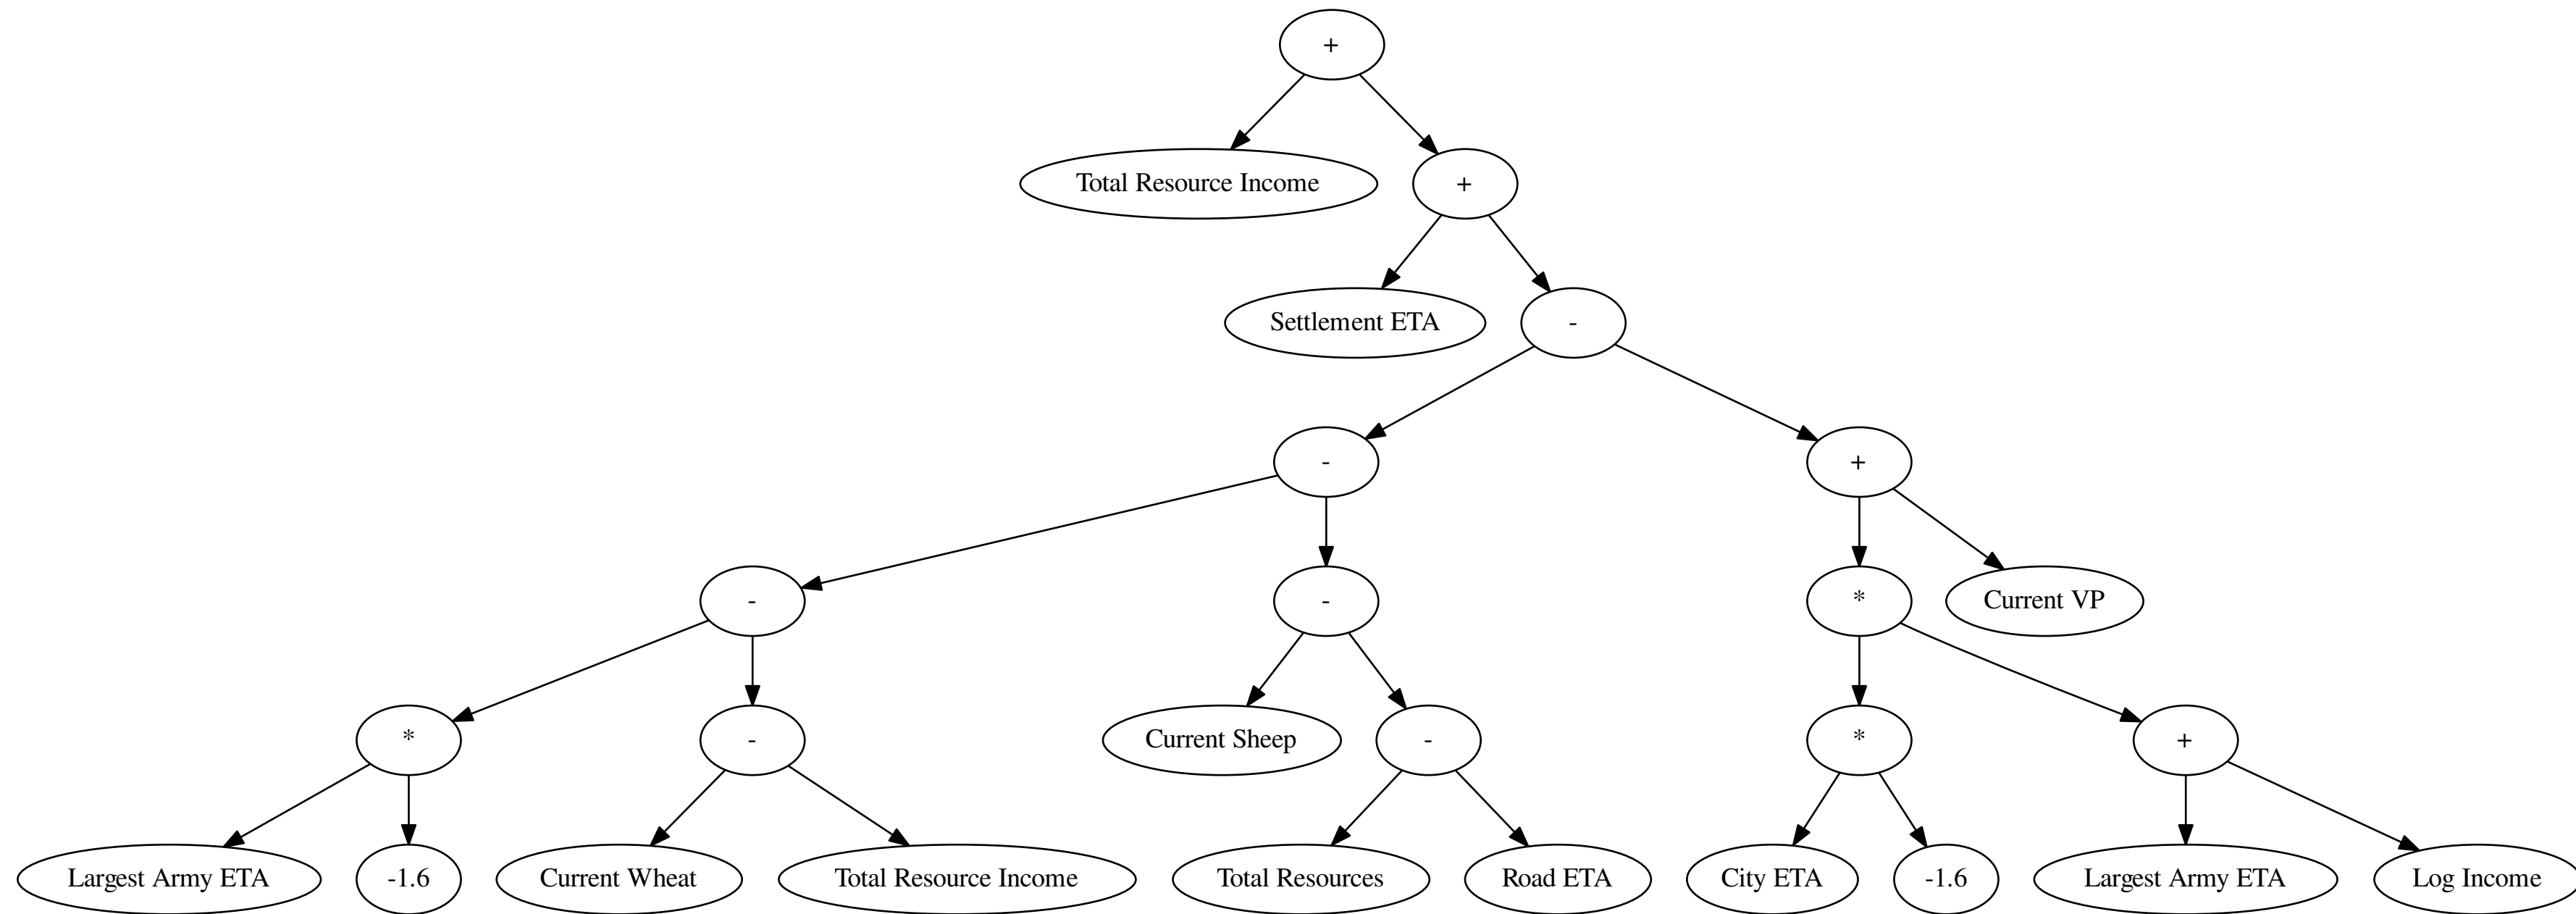 +
Total Resource Income
+
Settlement ETA
-
-
+
-
-
*
Current VP
*
-
Current Sheep
-
*
+
Largest Army ETA
-1.6
Current Wheat
Total Resource Income
Total Resources
Road ETA
City ETA
-1.6
Largest Army ETA
Log Income